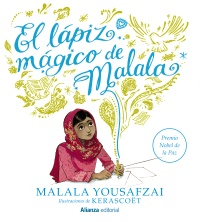 El lápiz
mágico de
Malala
Premio
Nobel de
la Paz
MALALA YOUSAFZAI
Ilustraciones de KERASCOËT
Alianza editorial